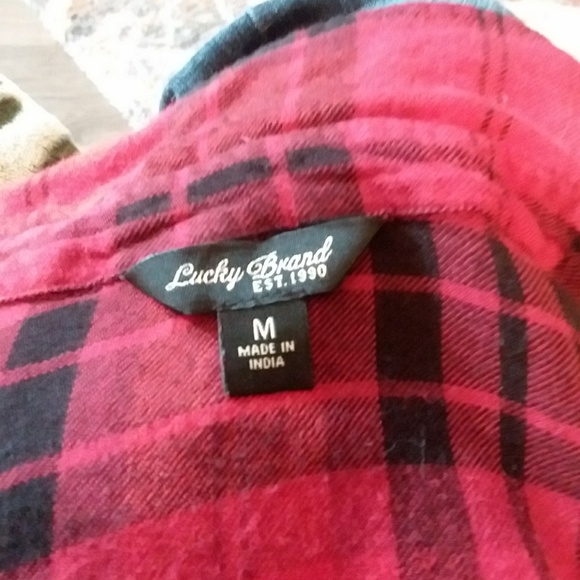 Lucky Brand
EST. 1990
M
MADE IN
INDIA